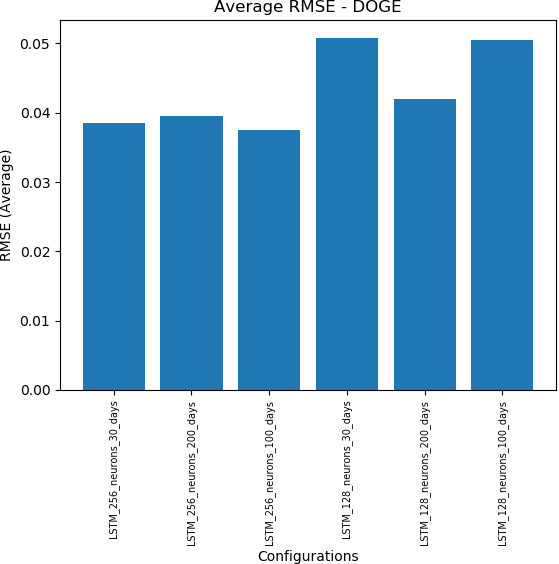 Average RMSE - DOGE
RMSE (Average)
0.05
0.04
0.03
0.02
0.01
0.00
LSTM_256_neurons_30_days
LSTM_256_neurons_200_days
LSTM_256_neurons_100_days
LSTM_128_neurons_30_days
LSTM_128_neurons_200_days
LSTM_128_neurons_100_days
Configurations